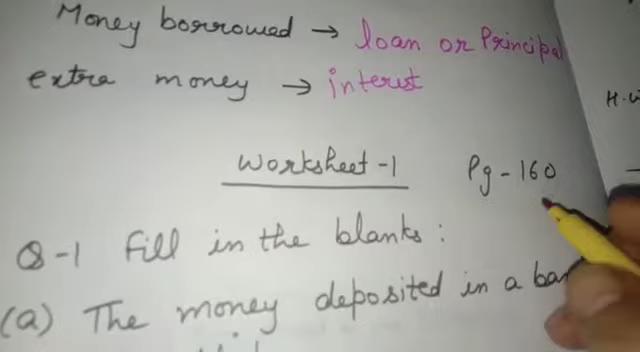 Money borrowed → loan or Principal
extra money → interest
H.W
Worksheet-1 Pg-160
Q-1 Fill in the blanks:
(a) The money deposited in a